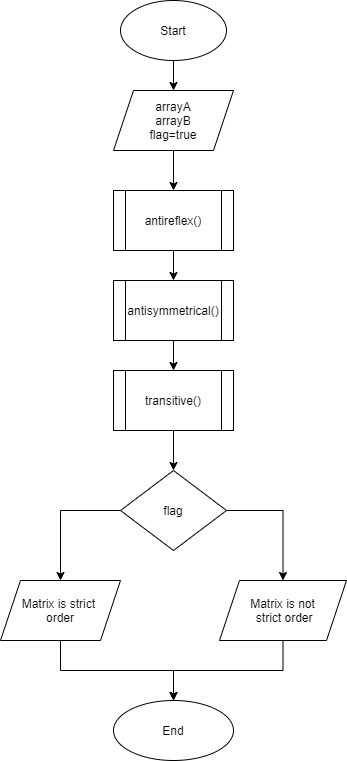 Start
arrayA
arrayB
flag=true
antireflex()
antisymmetrical()
transitive()
flag
Matrix is strict
order
Matrix is not
strict order
End